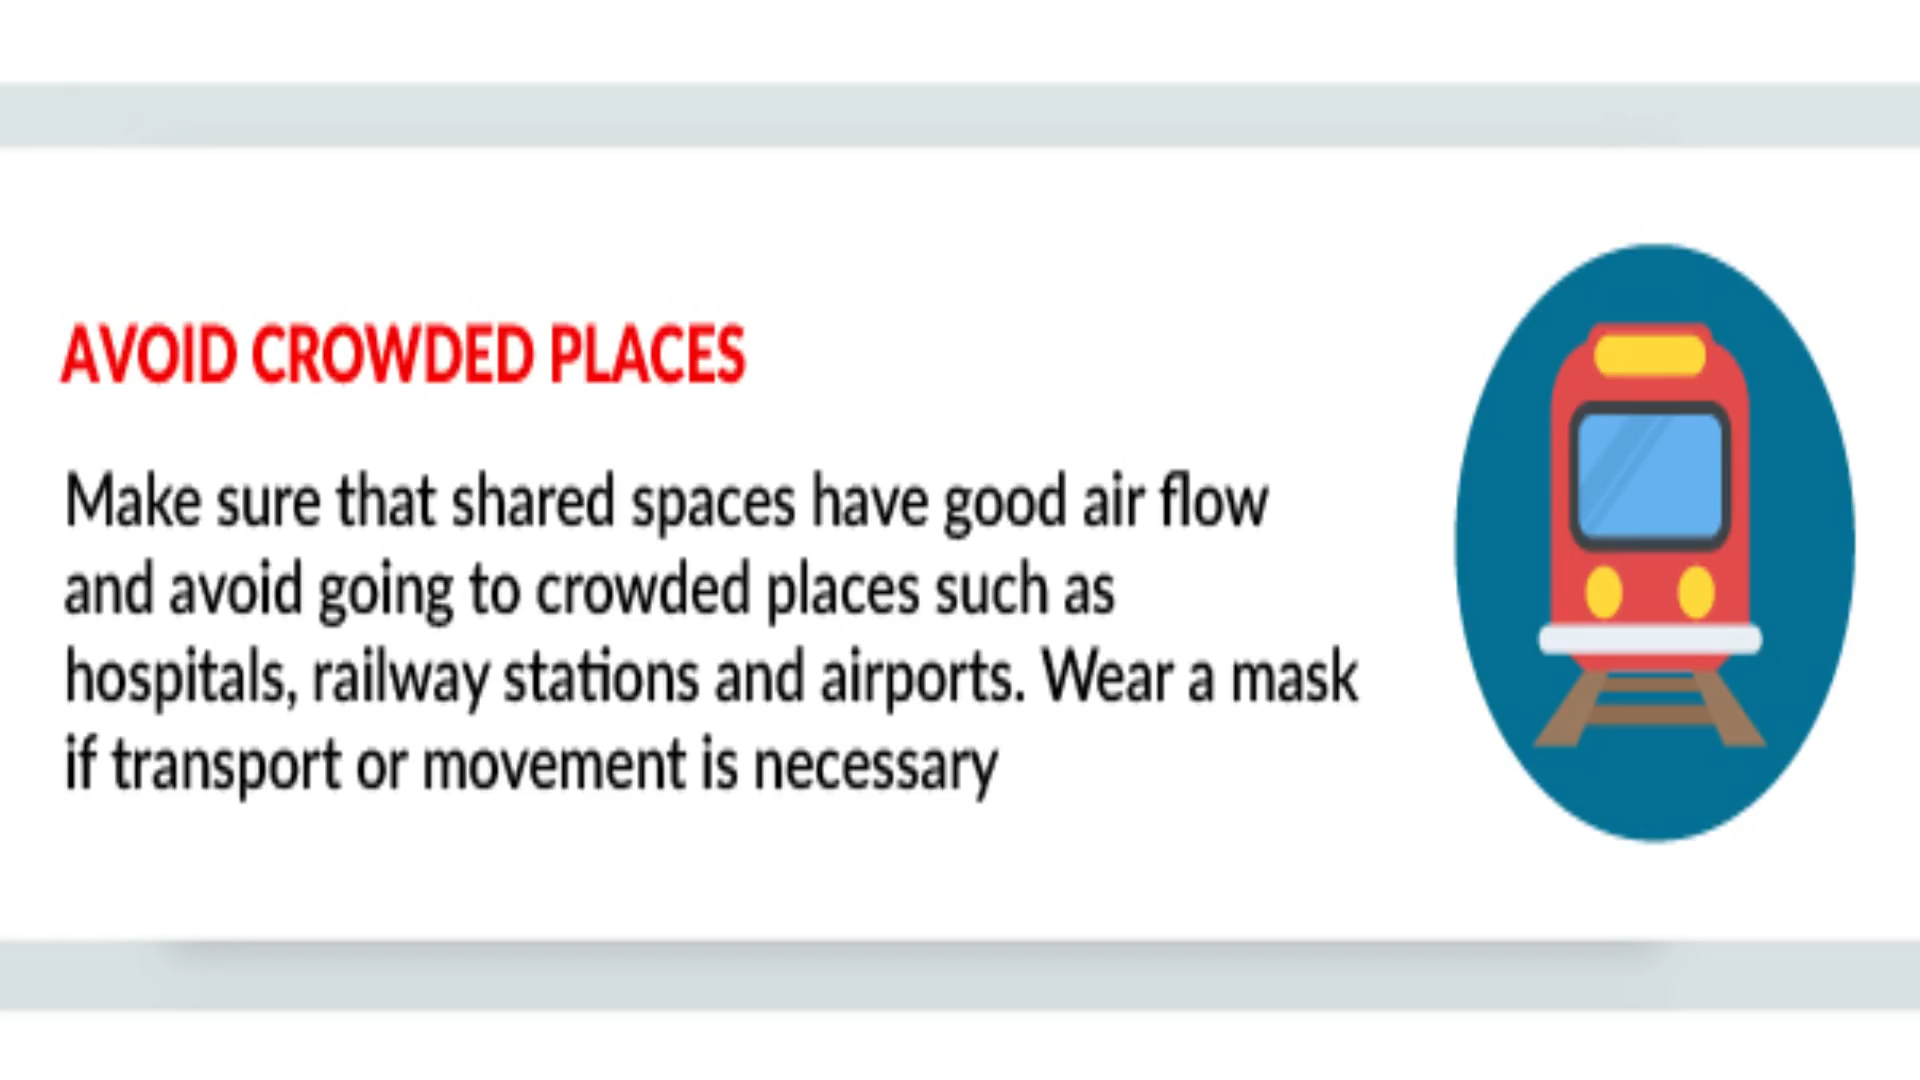 AVOID CROWDED PLACES
Make sure that shared spaces have good air flow
and avoid going to crowded places such as
hospitals, railway stations and airports. Wear a mask
if transport or movement is necessary